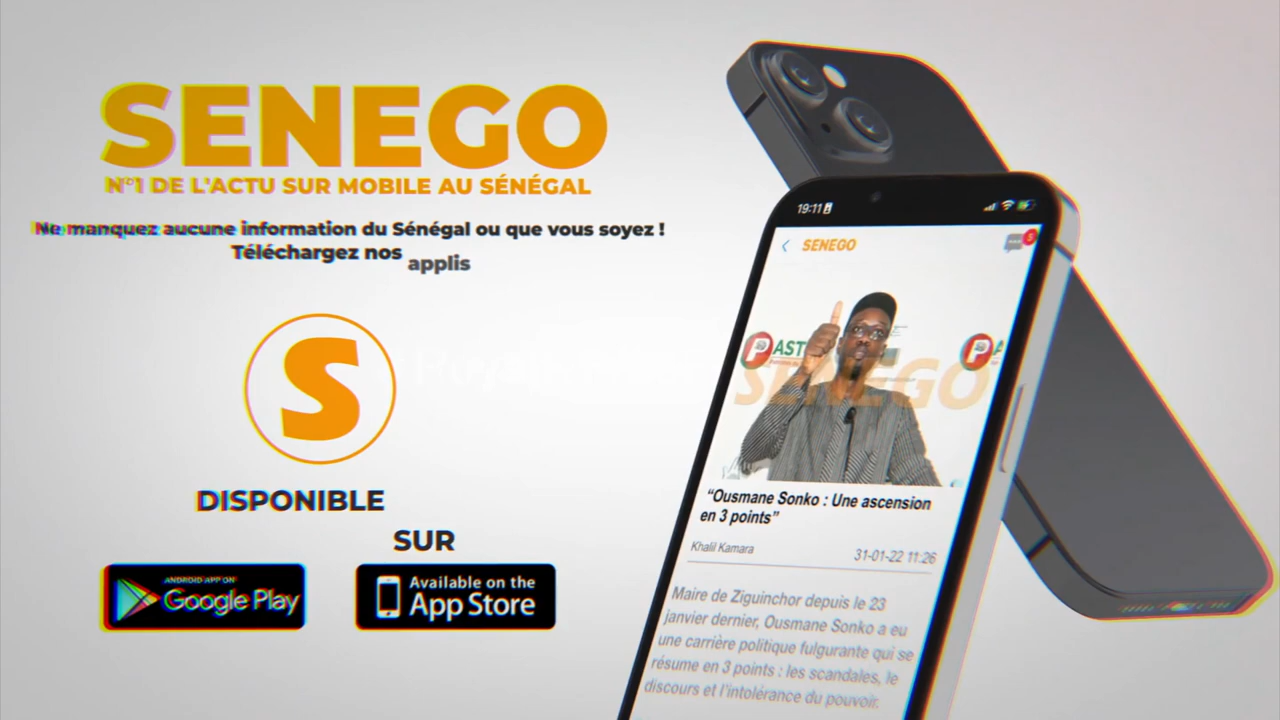 SENEGO
N°1 DE L'ACTU SUR MOBILE AU SÉNÉGAL
Ne manquez aucune information du Sénégal ou que vous soyez !
Téléchargez nos applis
S
DISPONIBLE
SUR
ANDROID APP ON
Google Play
Available on the
App Store
19:11
SENEGO
5
PAST
P
SENEGO
“Ousmane Sonko : Une ascension
en 3 points”
Khalil Kamara
31-01-22 11:26
Maire de Ziguinchor depuis le 23
janvier dernier, Ousmane Sonko a eu
une carrière politique fulgurante qui se
résume en 3 points : les scandales, le
discours et l'intolérance du pouvoir.